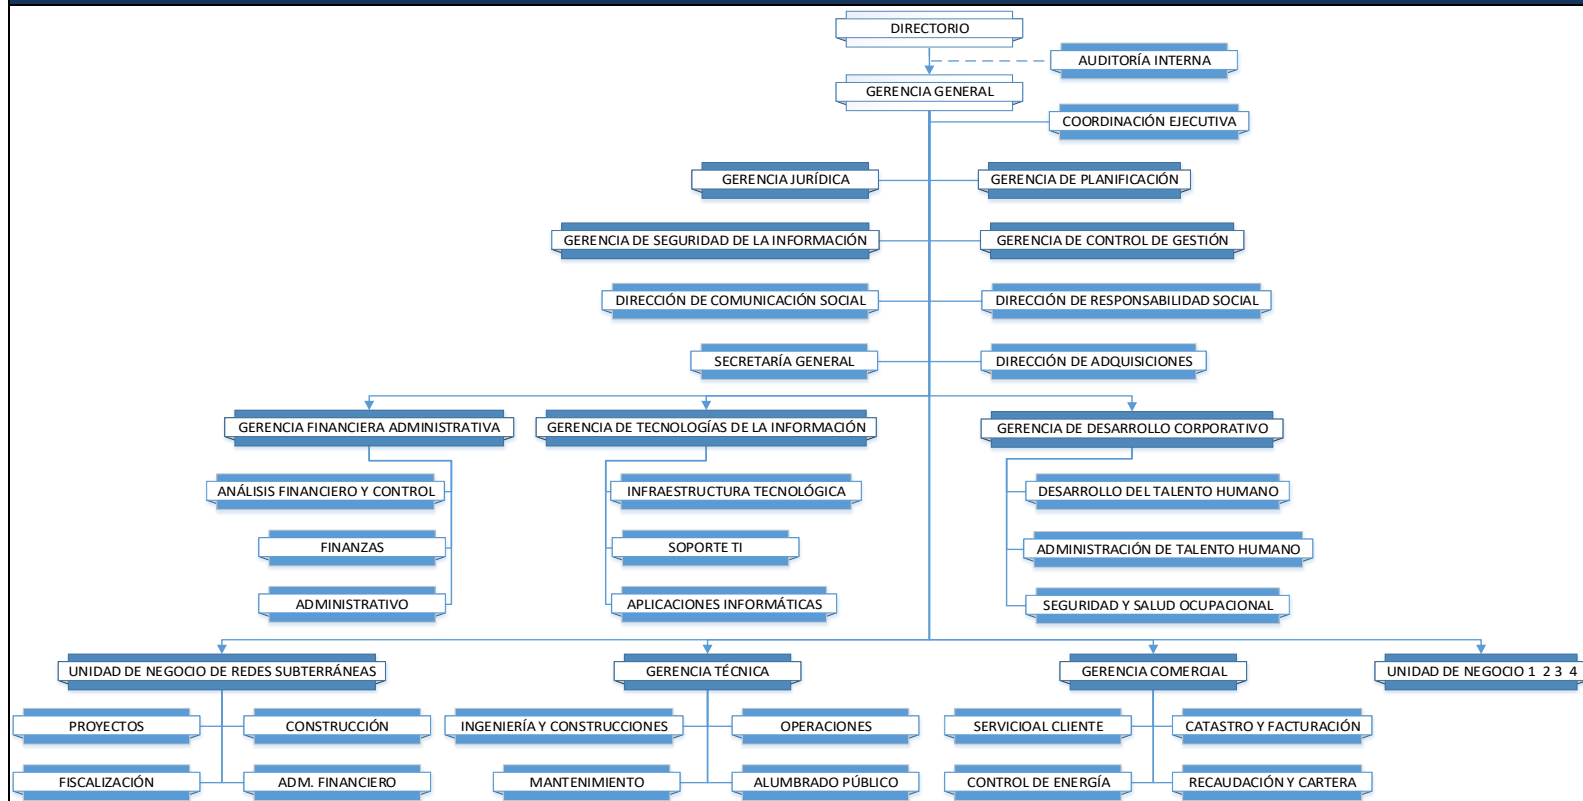 DIRECTORIO
AUDITORÍA INTERNA
GERENCIA GENERAL
COORDINACIÓN EJECUTIVA
GERENCIA JURÍDICA
GERENCIA DE PLANIFICACIÓN
GERENCIA DE SEGURIDAD DE LA INFORMACIÓN
GERENCIA DE CONTROL DE GESTIÓN
DIRECCIÓN DE COMUNICACIÓN SOCIAL
DIRECCIÓN DE RESPONSABILIDAD SOCIAL
SECRETARÍA GENERAL
DIRECCIÓN DE ADQUISICIONES
GERENCIA FINANCIERA ADMINISTRATIVA
GERENCIA DE TECNOLOGÍAS DE LA INFORMACIÓN
GERENCIA DE DESARROLLO CORPORATIVO
ANÁLISIS FINANCIERO Y CONTROL
INFRAESTRUCTURA TECNOLÓGICA
DESARROLLO DEL TALENTO HUMANO
FINANZAS
SOPORTE TI
ADMINISTRACIÓN DE TALENTO HUMANO
ADMINISTRATIVO
APLICACIONES INFORMÁTICAS
SEGURIDAD Y SALUD OCUPACIONAL
UNIDAD DE NEGOCIO DE REDES SUBTERRÁNEAS
GERENCIA TÉCNICA
GERENCIA COMERCIAL
UNIDAD DE NEGOCIO 1 2 3 4
PROYECTOS
CONSTRUCCIÓN
INGENIERÍA Y CONSTRUCCIONES
OPERACIONES
SERVICIOAL CLIENTE
CATASTRO Y FACTURACIÓN
FISCALIZACIÓN
ADM. FINANCIERO
MANTENIMIENTO
ALUMBRADO PÚBLICO
CONTROL DE ENERGÍA
RECAUDACIÓN Y CARTERA